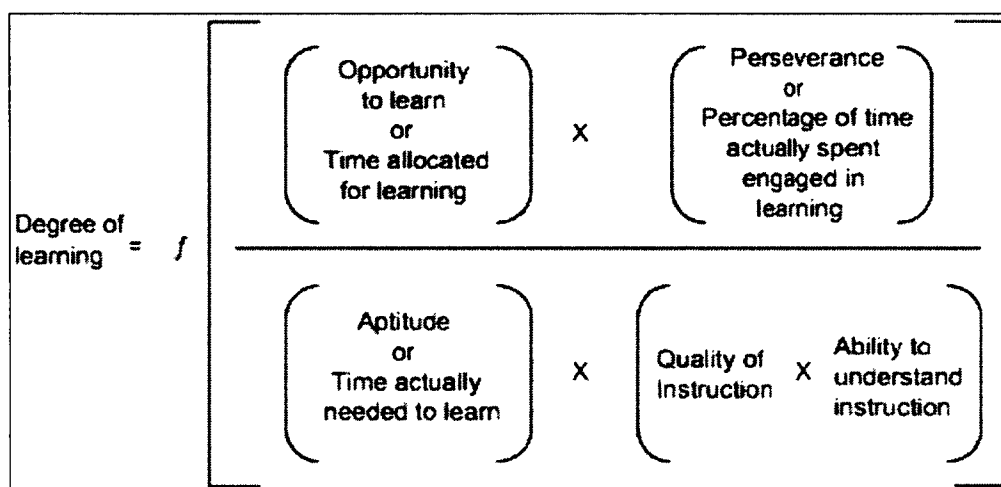 Opportunity
to learn
or
Time allocated
for learning
X
Perseverance
or
Percentage of time
actually spent
engaged in
learning
Degree of
learning = f
Aptitude
or
Time actually
needed to learn
X
Quality of
Instruction
X
Ability to
understand
instruction